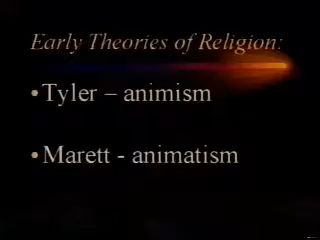 Early Theories of Religion:
• Tyler – animism
• Marett - animatism